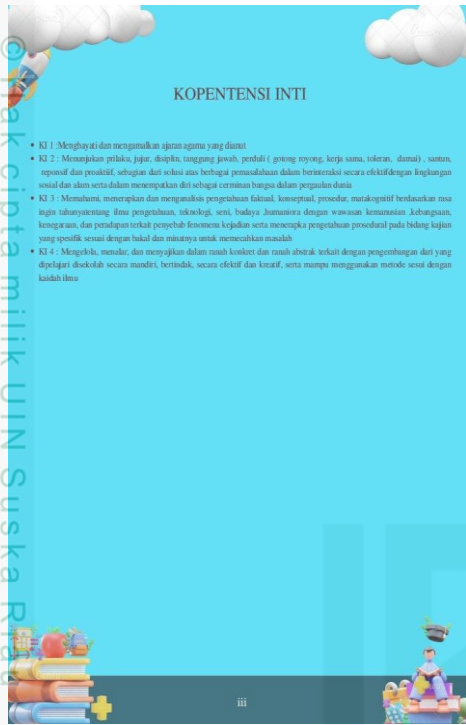 KOPENTENSI INTI
• KI 1 :Menghayati dan mengamalkan ajaran agama yang dianut
• KI 2 : Menunjukan prilaku, jujur, disiplin, tanggung jawab, perduli ( gotong royong, kerja sama, toleran, damai) , santun,
reponsif dan proaktiif, sebagian dari solusi atas berbagai pemasalahaan dalam berinteraksi secara efektifdengan lingkungan
sosial dan alam serta dalam menempatkan diri sebagai cerminan bangsa dalam pergaulan dunia
• KI 3 : Memahami, menerapkan dan menganalisis pengetahuan faktual, konseptual, prosedur, matakognitif berdasarkan rasa
ingin tahunyatentang ilmu pengetahuan, teknologi, seni, budaya ,humaniora dengan wawasan kemanusian ,kebangsaan,
kenegaraan, dan peradapan terkait penyebab fenomenu kejadian serta menerapka pengetahuan prosedural pada bidang kajian
yang spesifik sesuai dengan bakal dan minatnya untuk memecahkan masalah
• KI 4 : Mengelola, menalar, dan menyajikan dalam ranah konkret dan ranah abstrak terkait dengan pengembangan dari yang
dipelajari disekolah secara mandiri, bertindak, secara efektif dan kreatif, serta mampu menggunakan metode sesui dengan
kaidah ilmu
iii
© Hak cipta milik UIN Suska Riau